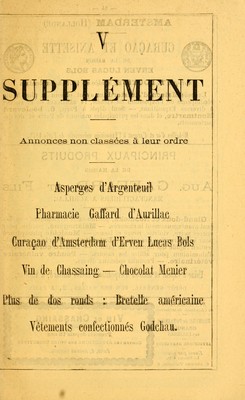 V
SUPPLÉMENT
Annonces non classées à leur ordre
Asperges d'Argenteuil
Pharmacie Gaffard d'Aurillac
Curaçao d'Amsterdam d'Erven Lucas Bols
Vin de Chassaing — Chocolat Menier
Plus de dos ronds : Bretelle américaine
Vêtements confectionnés Godchau.